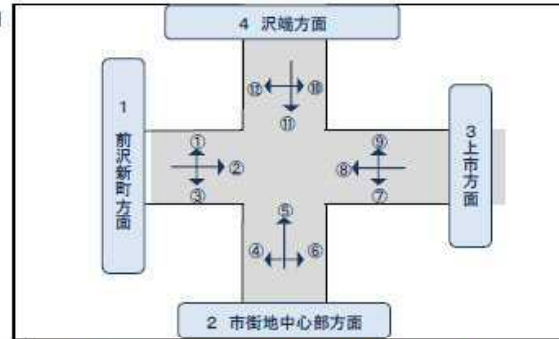 4 沢端方面
1 前沢新町方面
3 上市方面
⑫ ⑩
⑪
① ⑨
② ⑧
③ ⑦
⑤
④ ⑥
2 市街地中心部方面